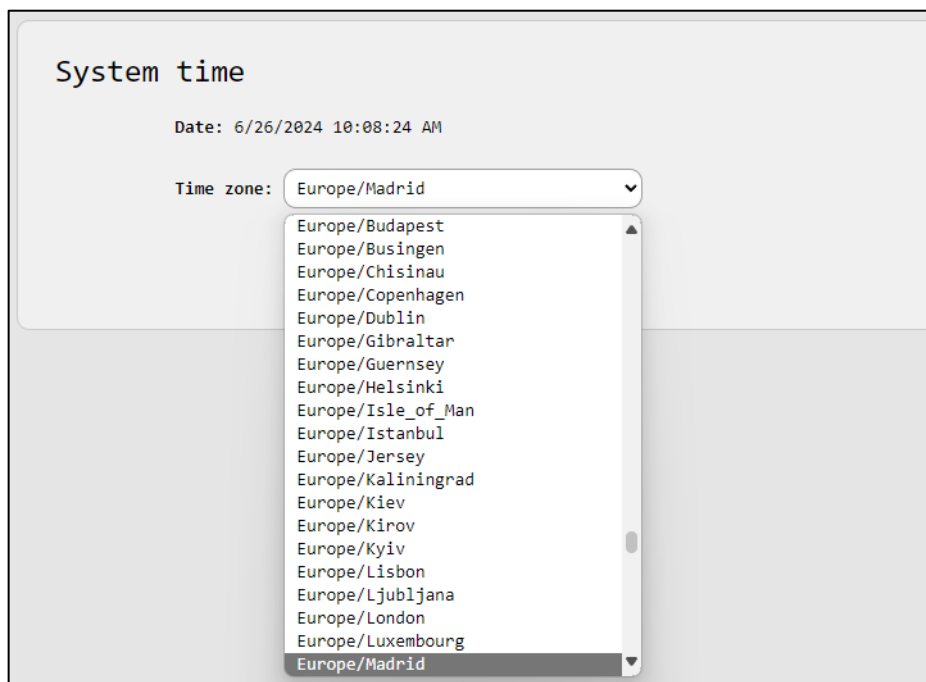 System time
Date: 6/26/2024 10:08:24 AM
Time zone: Europe/Madrid
Europe/Budapest
Europe/Busingen
Europe/Chisinau
Europe/Copenhagen
Europe/Dublin
Europe/Gibraltar
Europe/Guernsey
Europe/Helsinki
Europe/Isle_of_Man
Europe/Istanbul
Europe/Jersey
Europe/Kaliningrad
Europe/Kiev
Europe/Kirov
Europe/Kyiv
Europe/Lisbon
Europe/Ljubljana
Europe/London
Europe/Luxembourg
Europe/Madrid